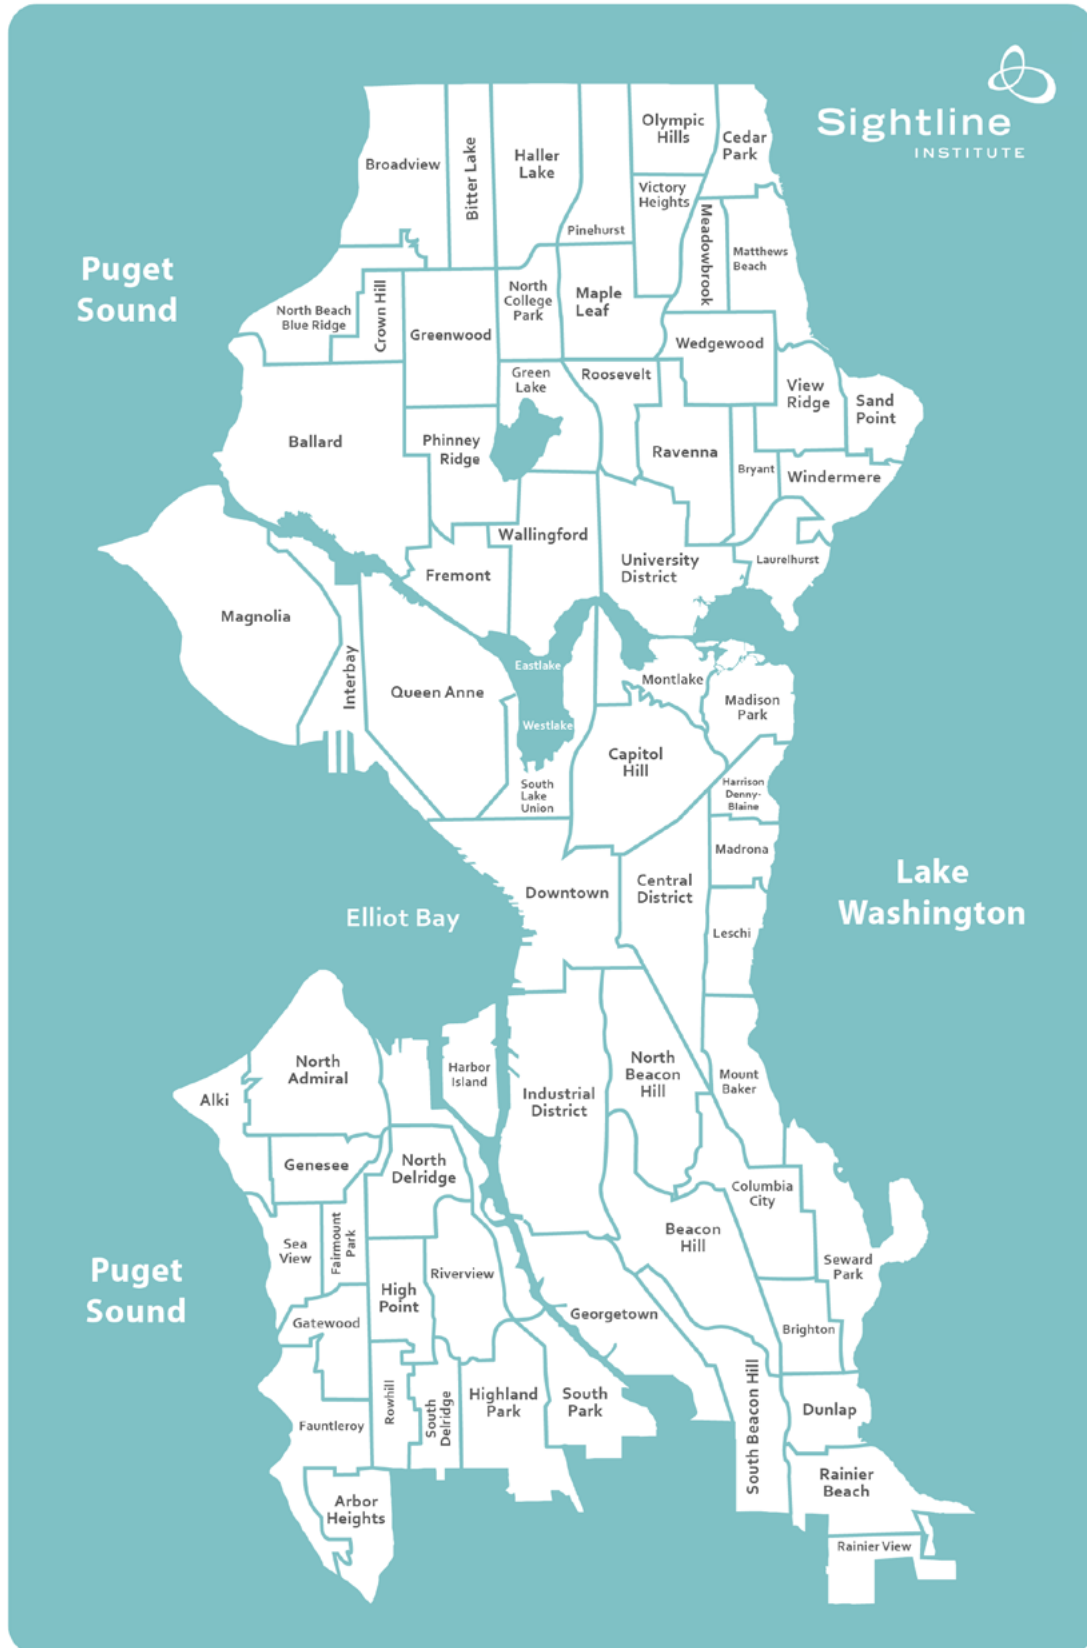 Sightline
INSTITUTE
Olympic
Hills
Cedar
Park
Broadview
Bitter Lake
Haller
Lake
Victory
Heights
Pinehurst
Meadowbrook
Matthews
Beach
Puget
Sound
North Beach
Blue Ridge
Crown Hill
Greenwood
North
College
Park
Maple
Leaf
Wedgewood
Green
Lake
Roosevelt
View
Ridge
Sand
Point
Ballard
Phinney
Ridge
Ravenna
Bryant
Windermere
Wallingford
University
District
Laurelhurst
Fremont
Magnolia
Interbay
Queen Anne
Eastlake
Westlake
Montlake
Madison
Park
Capitol
Hill
South
Lake
Union
Harrison
Denny-
Blaine
Madrona
Downtown
Central
District
Lake
Washington
Elliot Bay
Leschi
North
Admiral
Alki
Harbor
Island
Industrial
District
North
Beacon
Hill
Mount
Baker
Genesee
North
Delridge
Columbia
City
Sea
View
Fairmount
Park
Beacon
Hill
Seward
Park
Puget
Sound
High
Point
Riverview
Gatewood
Georgetown
Brighton
Fauntleroy
Roxhill
South
Delridge
Highland
Park
South
Park
South Beacon Hill
Dunlap
Arbor
Heights
Rainier
Beach
Rainier View